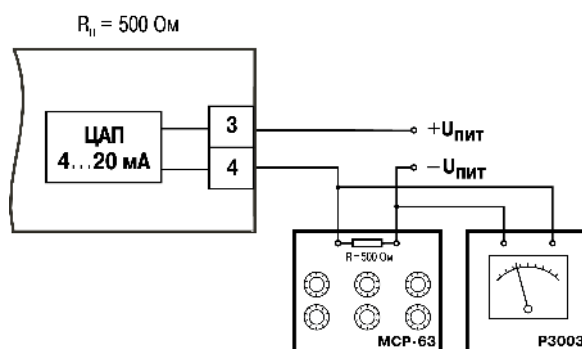 Rн = 500 Ом
ЦАП
4...20 мА
3
4
+Uпит
−Uпит
R=500 Ом
МСР-63
Р3003